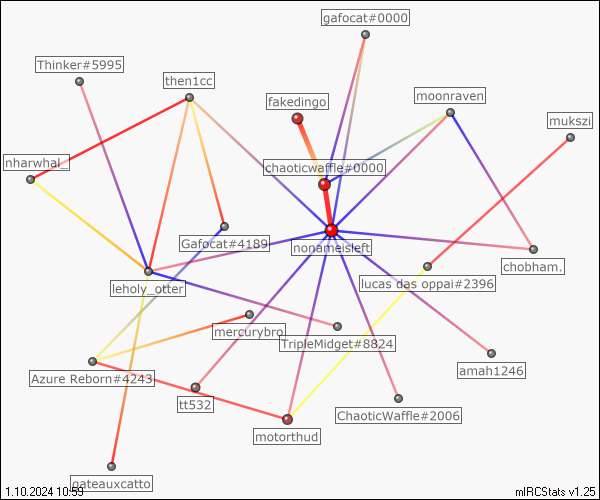 gafocat#0000
Thinker#5995
then1cc
moonraven
fakedingo
mukszi
nharwhal_
chaoticwaffle#0000
Gafocat#4189
nonameisleft
chobham.
leholy_otter
lucas das oppai#2396
mercurybro
TripleMidget#8824
Azure Reborn#4243
amah1246
tt532
ChaoticWaffle#2006
motorthud
gateauxcatto
1.10.2024 10:59
mIRCStats v1.25